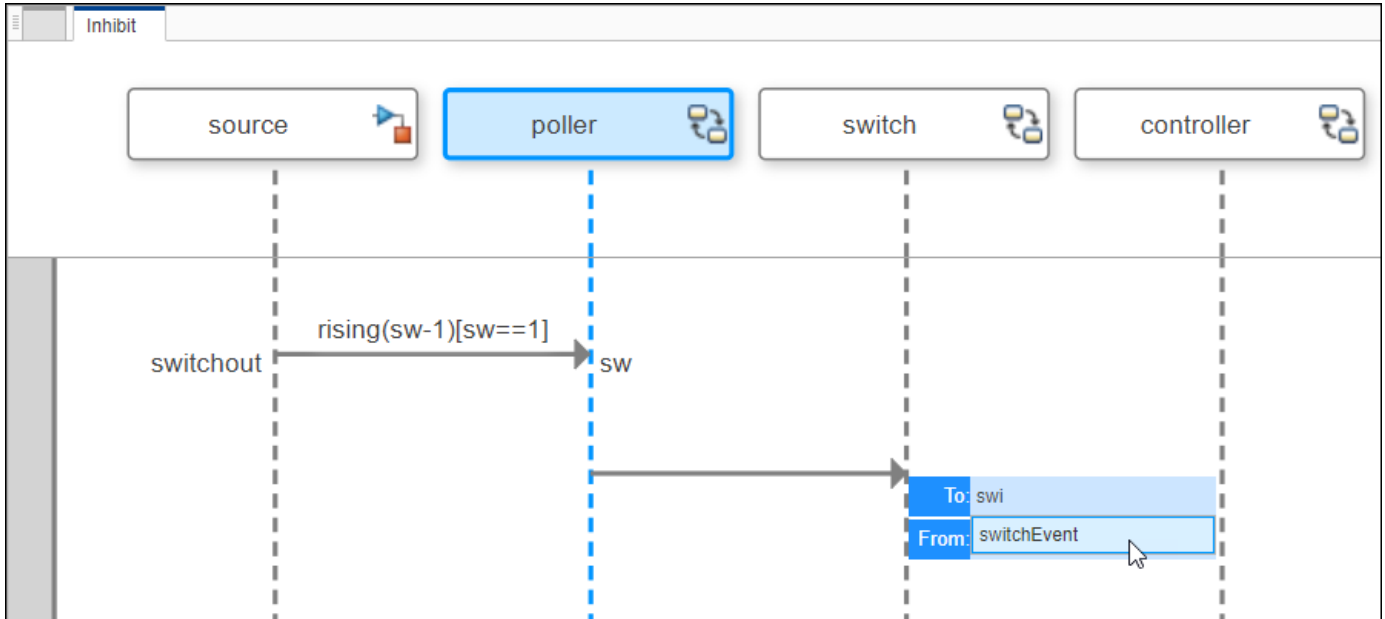 Inhibit
source
poller
switch
controller
rising(sw-1)[sw==1]
switchout
sw
To: swi
From: switchEvent